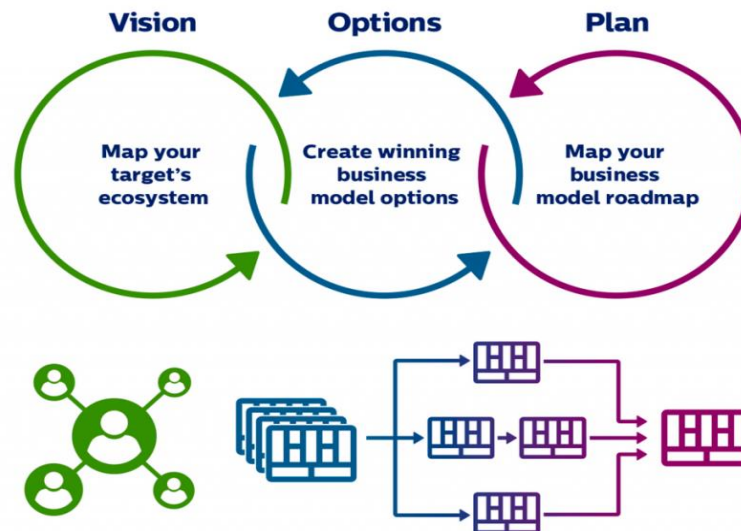 Vision
Options
Plan
Map your
target's
ecosystem
Create winning
business
model options
Map your
business
model roadmap